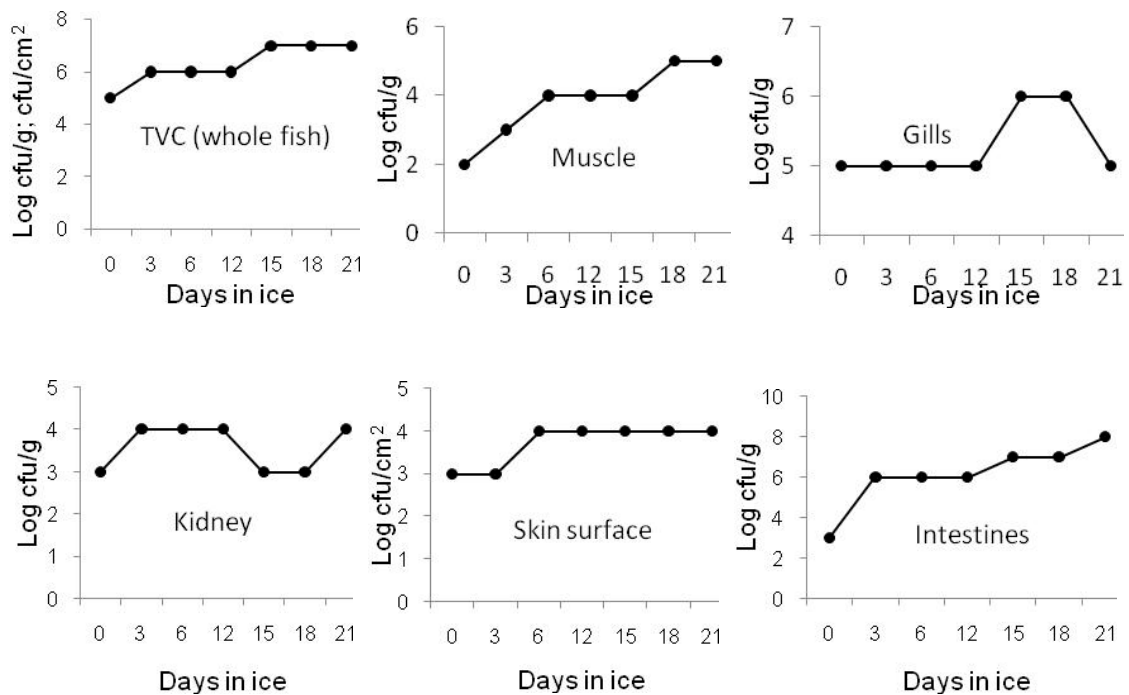 Log cfu/g; cfu/cm²
8
6
4
2
0
TVC (whole fish)
0 3 6 12 15 18 21
Days in ice
Log cfu/g
6
4
2
0
Muscle
0 3 6 12 15 18 21
Days in ice
Log cfu/g
7
6
5
4
Gills
0 3 6 12 15 18 21
Days in ice
Log cfu/g
5
4
3
2
1
0
Kidney
0 3 6 12 15 18 21
Days in ice
Log cfu/cm²
5
4
3
2
1
0
Skin surface
0 3 6 12 15 18 21
Days in ice
Log cfu/g
10
8
6
4
2
0
Intestines
0 3 6 12 15 18 21
Days in ice